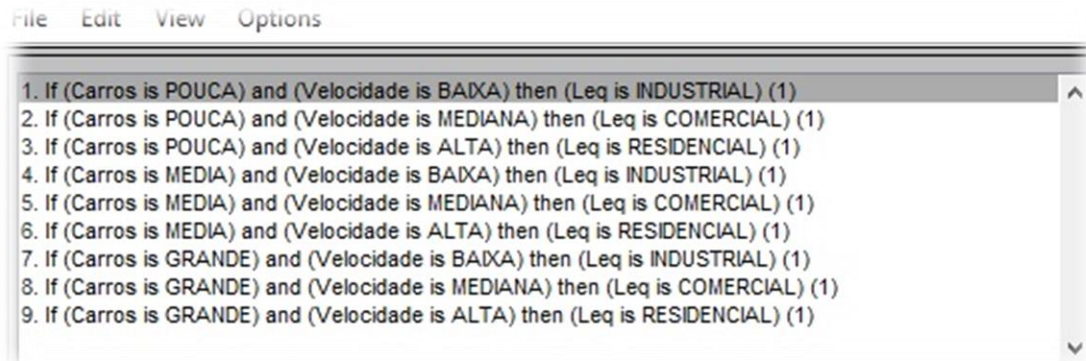 File Edit View Options
1. If (Carros is POUCA) and (Velocidade is BAIXA) then (Leq is INDUSTRIAL) (1)
2. If (Carros is POUCA) and (Velocidade is MEDIANA) then (Leq is COMERCIAL) (1)
3. If (Carros is POUCA) and (Velocidade is ALTA) then (Leq is RESIDENCIAL) (1)
4. If (Carros is MEDIA) and (Velocidade is BAIXA) then (Leq is INDUSTRIAL) (1)
5. If (Carros is MEDIA) and (Velocidade is MEDIANA) then (Leq is COMERCIAL) (1)
6. If (Carros is MEDIA) and (Velocidade is ALTA) then (Leq is RESIDENCIAL) (1)
7. If (Carros is GRANDE) and (Velocidade is BAIXA) then (Leq is INDUSTRIAL) (1)
8. If (Carros is GRANDE) and (Velocidade is MEDIANA) then (Leq is COMERCIAL) (1)
9. If (Carros is GRANDE) and (Velocidade is ALTA) then (Leq is RESIDENCIAL) (1)